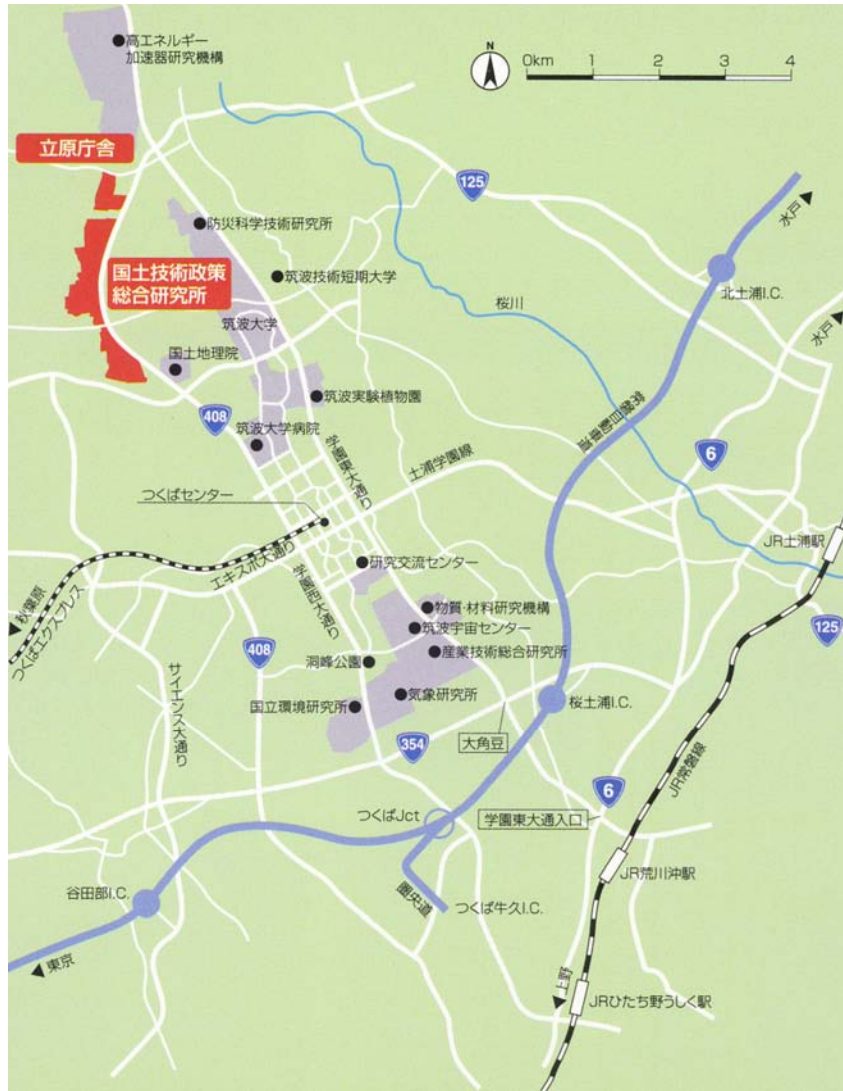 高エネルギー
加速器研究機構
N
0km 1 2 3 4
立原庁舎
125
水戸
防災科学技術研究所
国土技術政策
総合研究所
筑波技術短期大学
北土浦I.C.
桜川
水戸
筑波大学
国土地理院
筑波実験植物園
常磐自動車道
408
6
筑波大学病院
学園東大通り
土浦学園線
つくばセンター
JR土浦駅
エキスポ大通り
研究交流センター
学園西大通り
秋葉原
つくばエクスプレス
物質・材料研究機構
筑波宇宙センター
125
408
産業技術総合研究所
洞峰公園
サイエンス大通り
気象研究所
桜土浦I.C.
国立環境研究所
354
大角豆
JR常磐線
6
つくばJct
学園東大通入口
JR荒川沖駅
谷田部I.C.
圏央道
つくば牛久I.C.
東京
上野
JRひたち野うしく駅